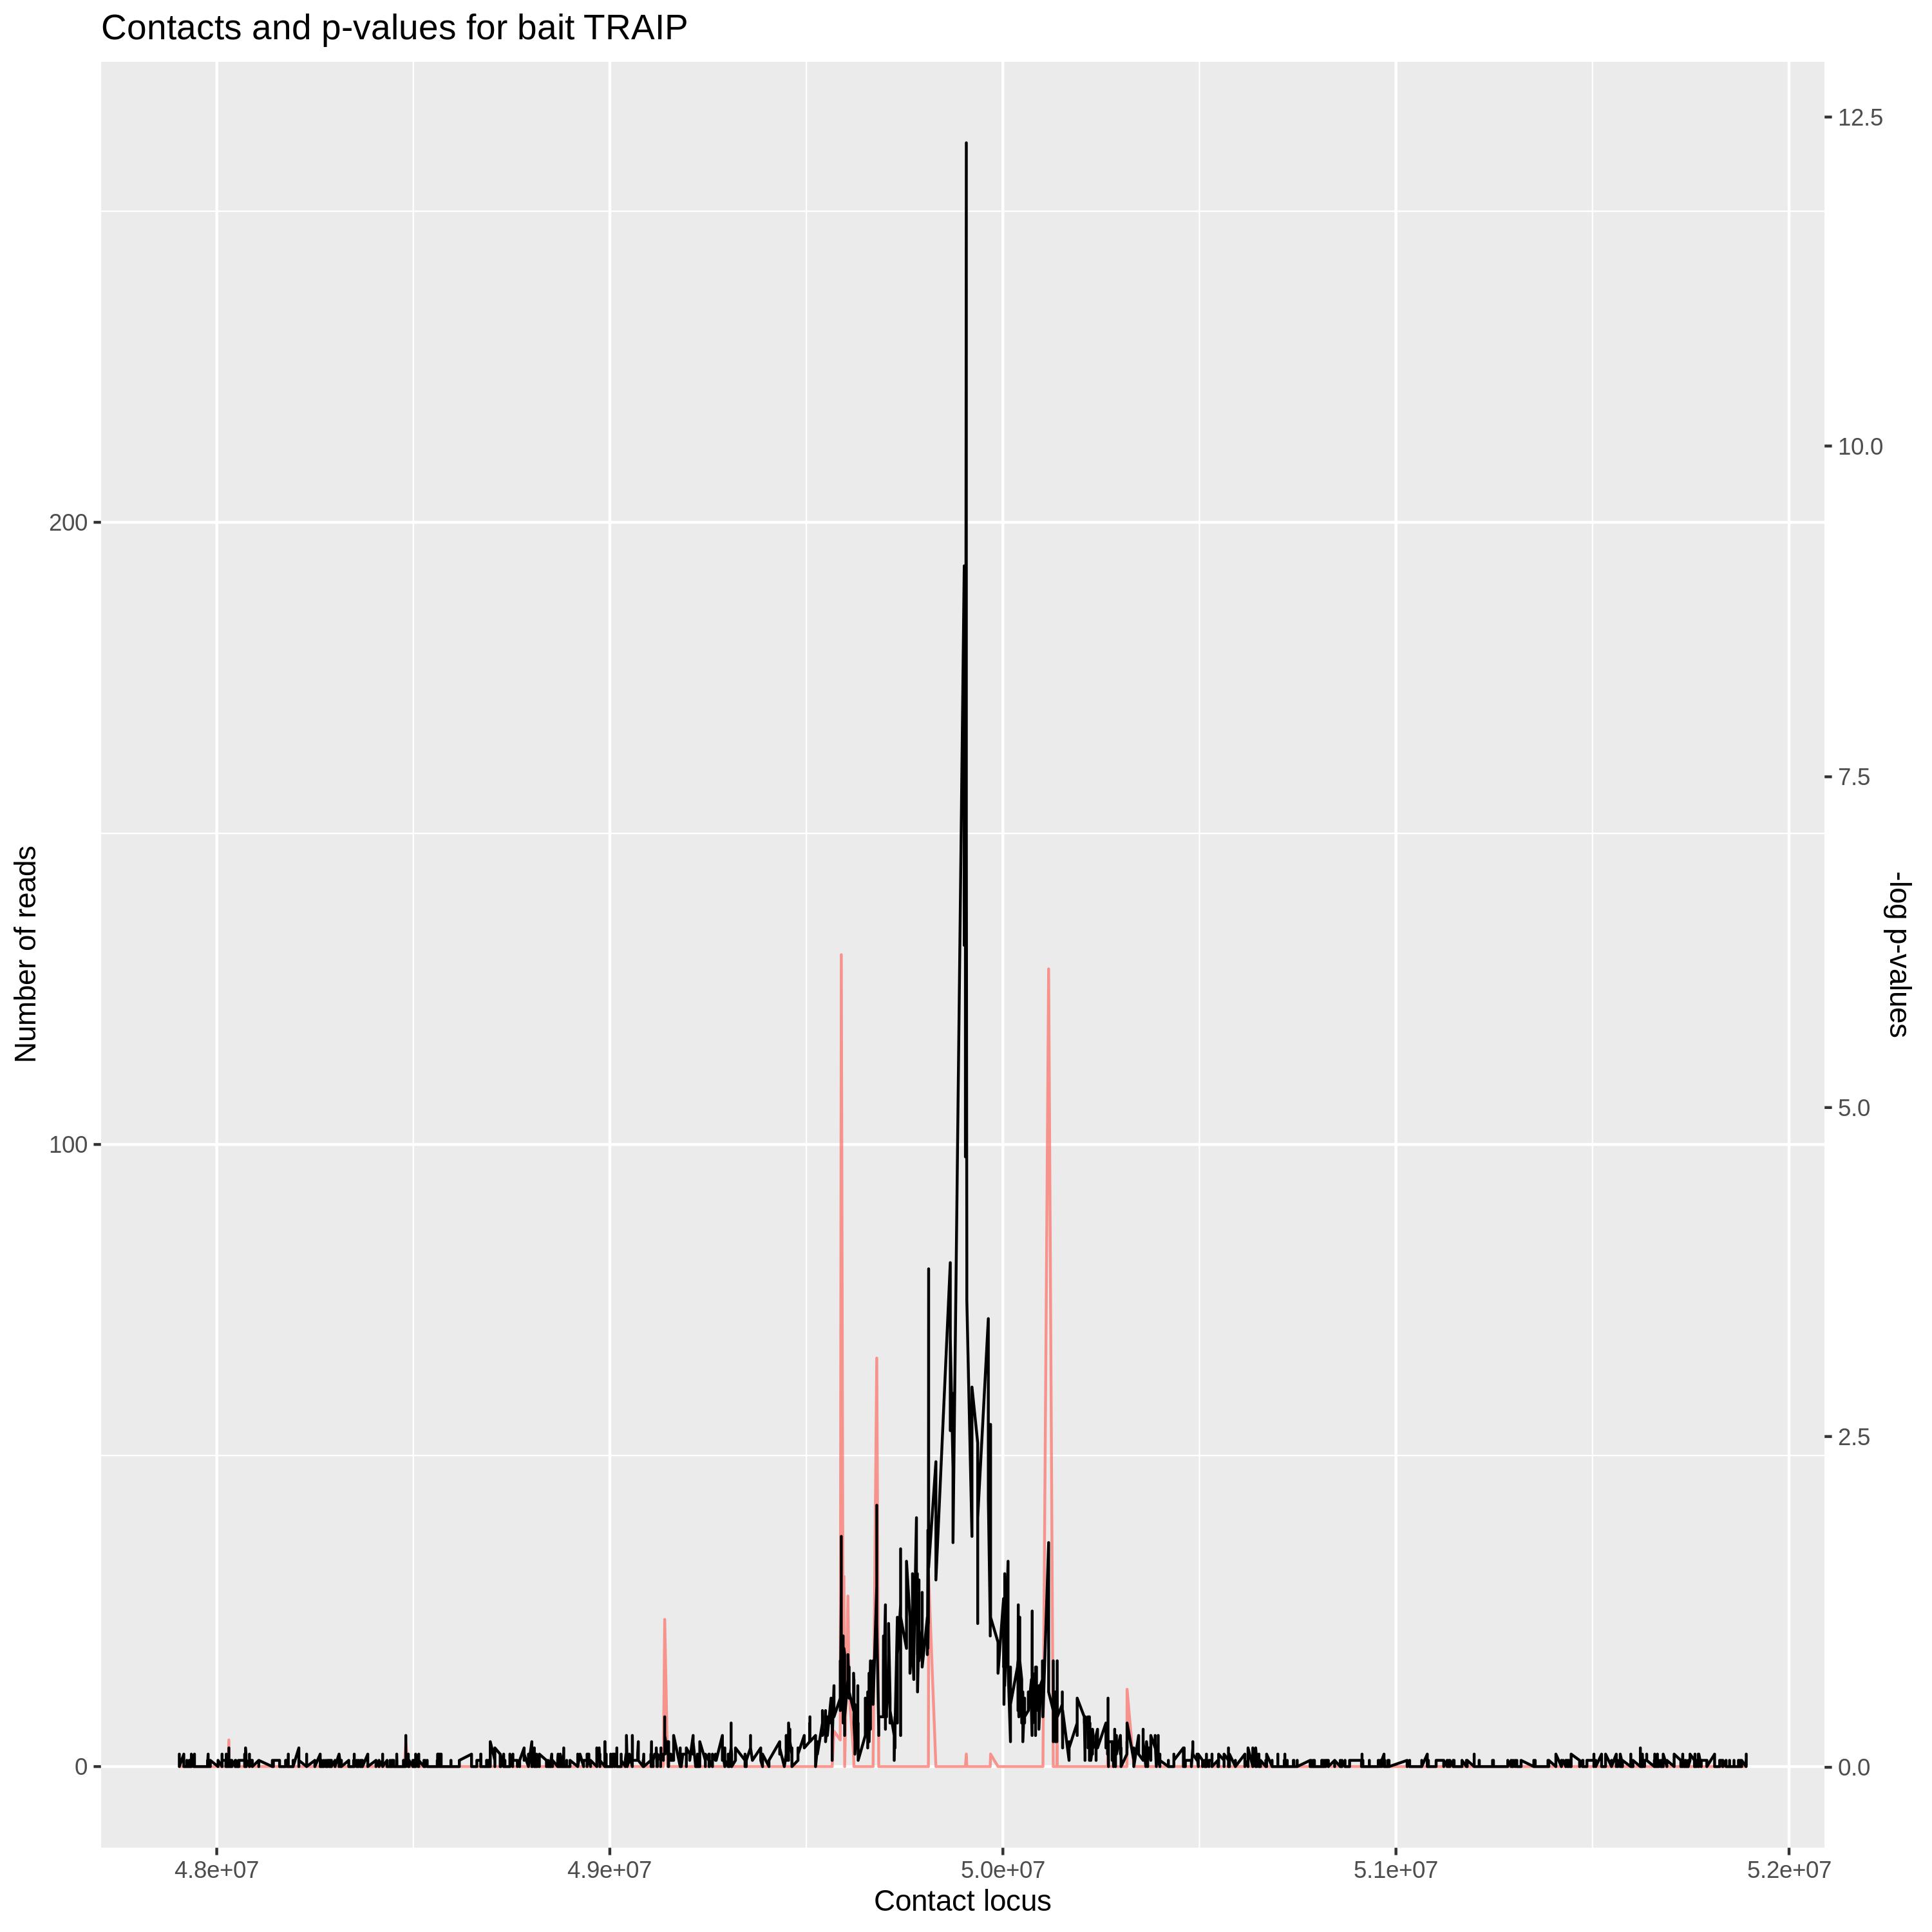 Contacts and p-values for bait TRAIP
12.5
10.0
200
7.5
Number of reads
-log p-values
5.0
100
2.5
0
0.0
4.8e+07
4.9e+07
5.0e+07
5.1e+07
5.2e+07
Contact locus